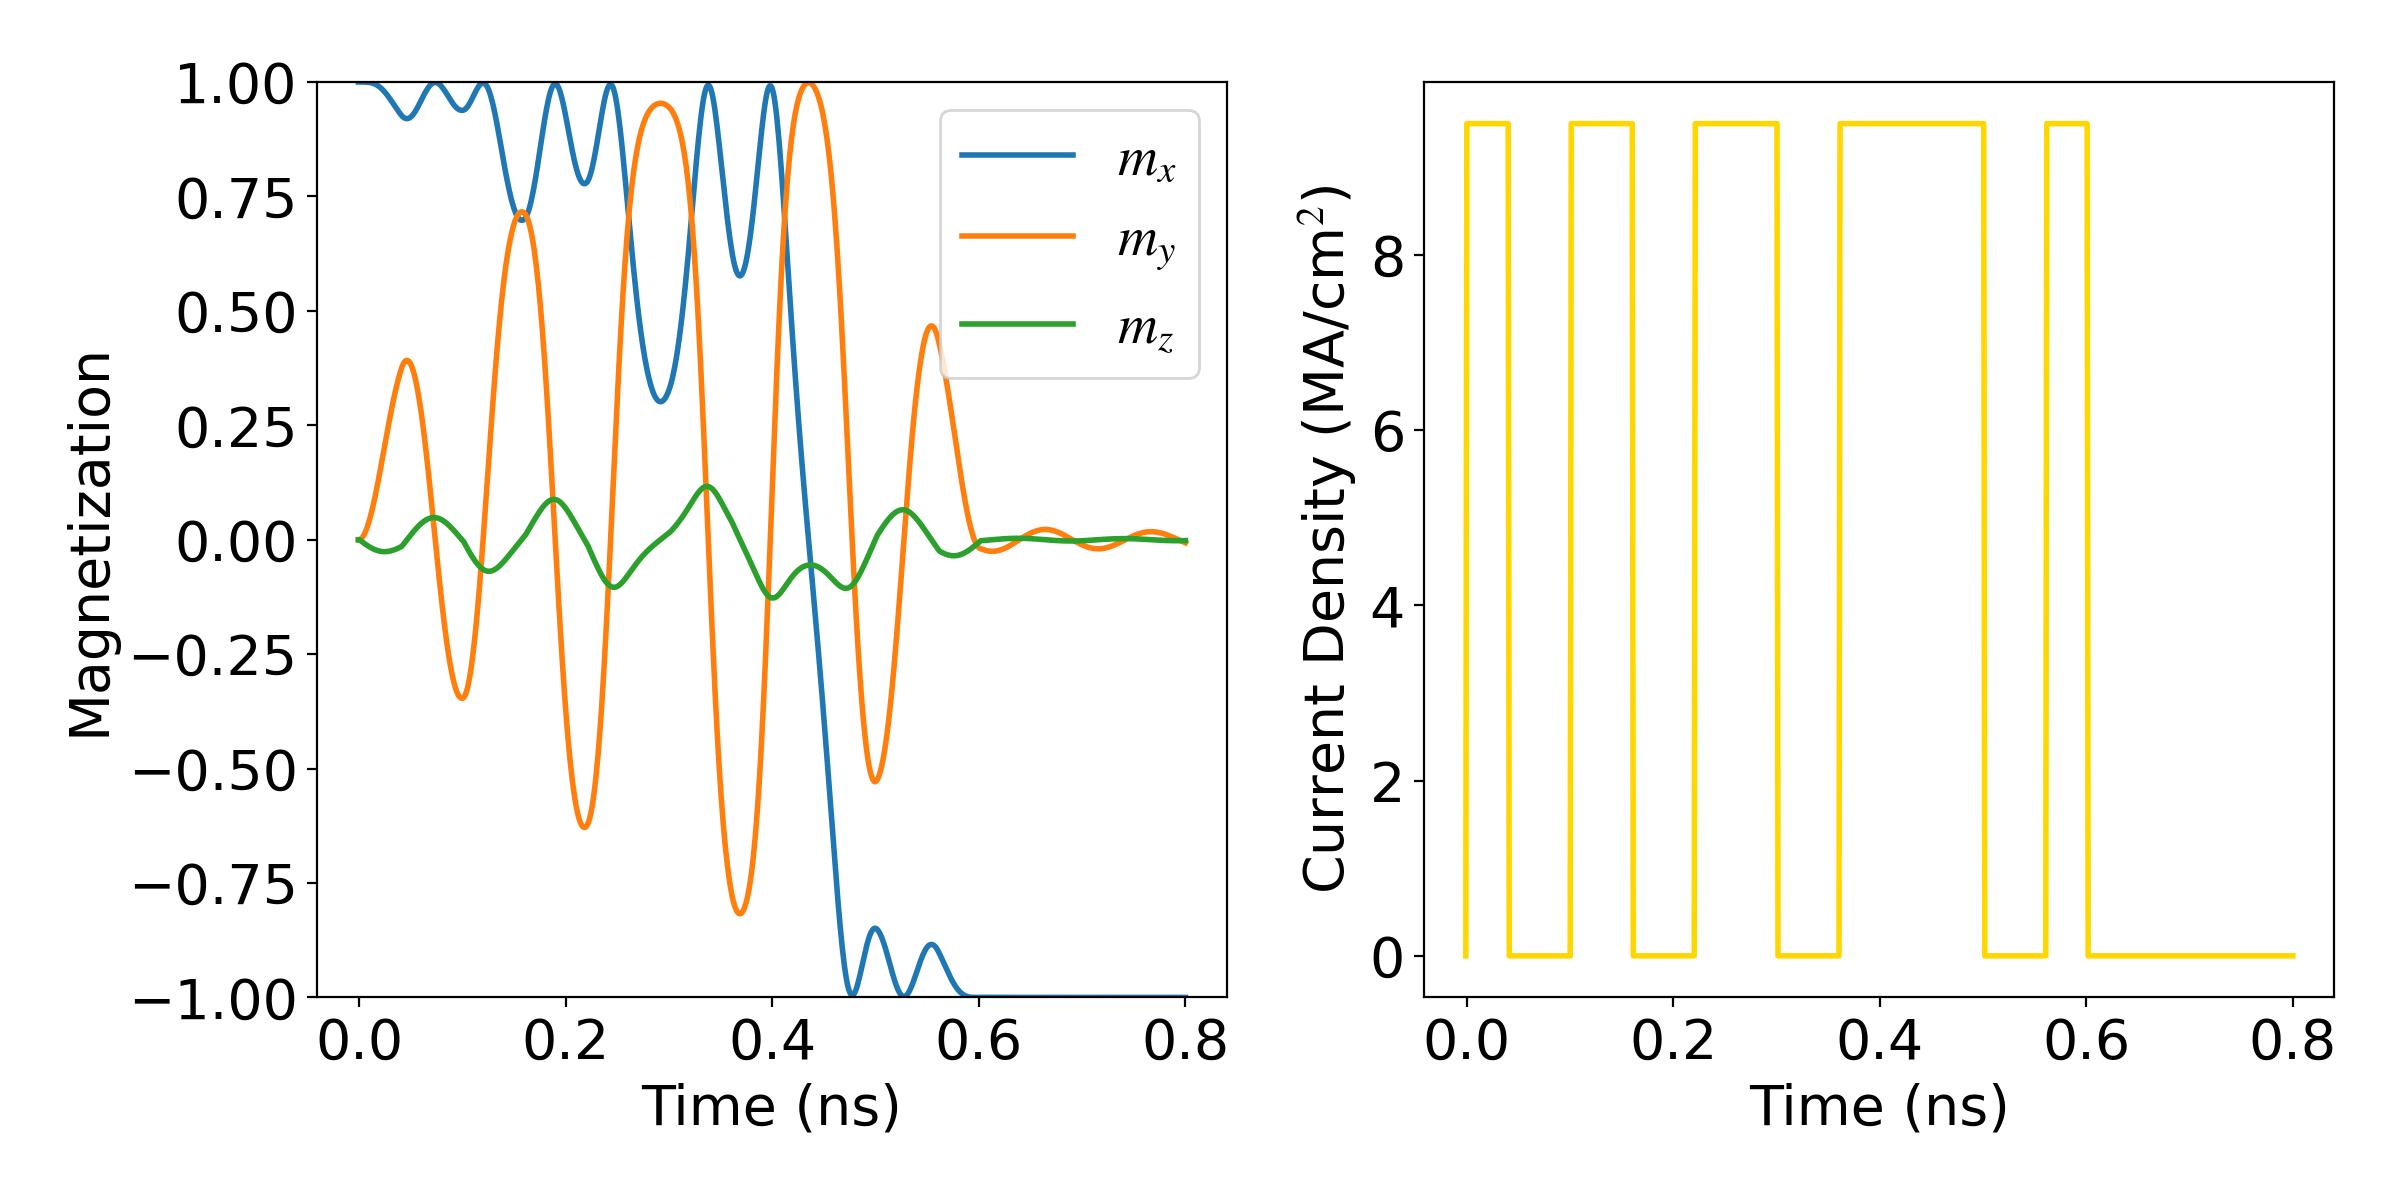 1.00
0.75
0.50
0.25
0.00
−0.25
−0.50
−0.75
−1.00
Magnetization
0.0 0.2 0.4 0.6 0.8
Time (ns)
mₓ
m_y
m_z
8
6
4
2
0
Current Density (MA/cm²)
0.0 0.2 0.4 0.6 0.8
Time (ns)